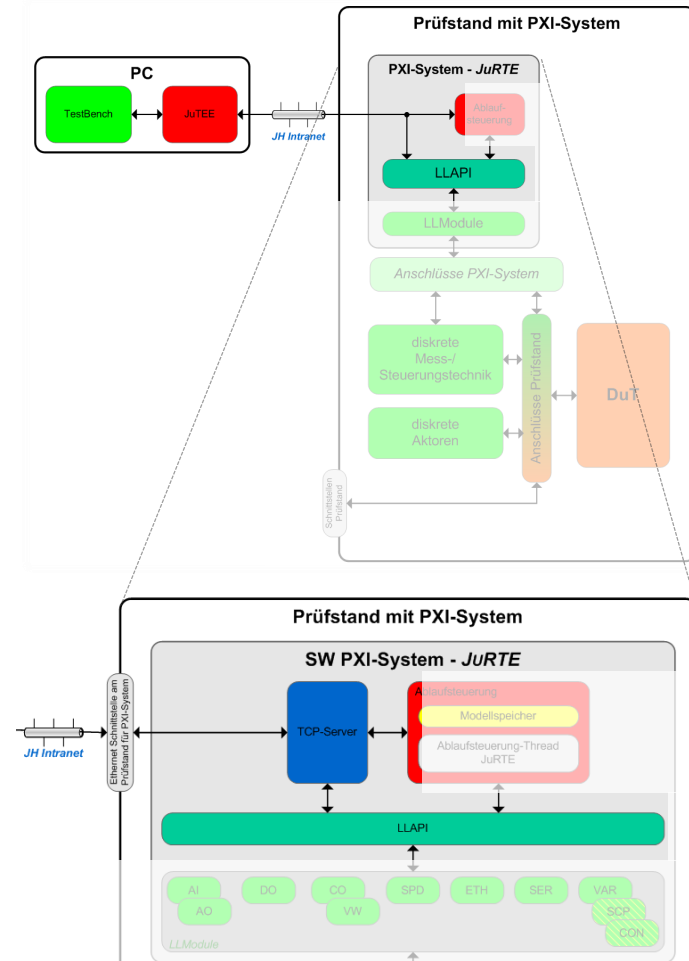 Prüfstand mit PXI-System
PC
TestBench
JuTEE
JH Intranet
PXI-System - JuRTE
Ablauf-
steuerung
LLAPI
LLModule
Anschlüsse PXI-System
diskrete
Mess-/
Steuerungstechnik
diskrete
Aktoren
Anschlüsse Prüfstand
DuT
Schnittstellen
Prüfstand
Prüfstand mit PXI-System
SW PXI-System - JuRTE
Ethernet Schnittstelle am
Prüfstand für PXI-System
JH Intranet
TCP-Server
Ablaufsteuerung
Modellspeicher
Ablaufsteuerung-Thread
JuRTE
LLAPI
AI
AO
DO
CO
VW
SPD
ETH
SER
VAR
SCP
CON
LLModule